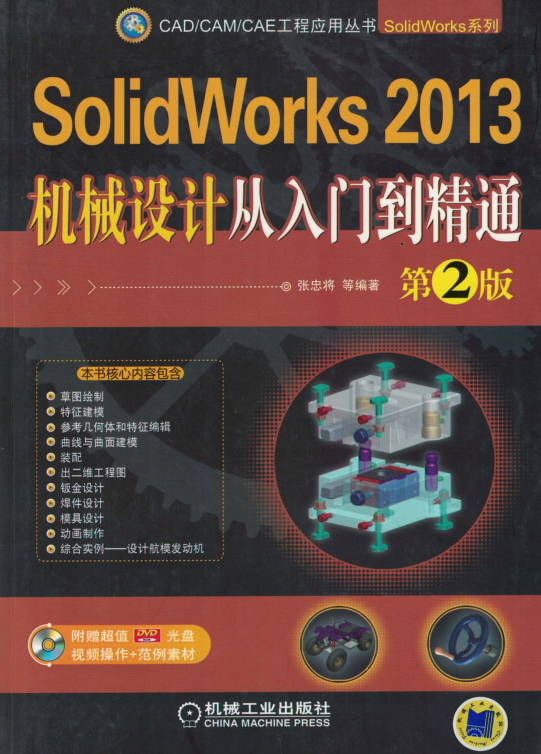 CAD/CAM/CAE工程应用丛书 SolidWorks系列
SolidWorks 2013
机械设计从入门到精通
张忠将 等编著
第2版
本书核心内容包含
草图绘制
特征建模
参考几何体和特征编辑
曲线与曲面建模
装配
出二维工程图
钣金设计
焊件设计
模具设计
动画制作
综合实例——设计航模发动机
附赠超值 DVD 光盘
视频操作+范例素材
机械工业出版社
CHINA MACHINE PRESS